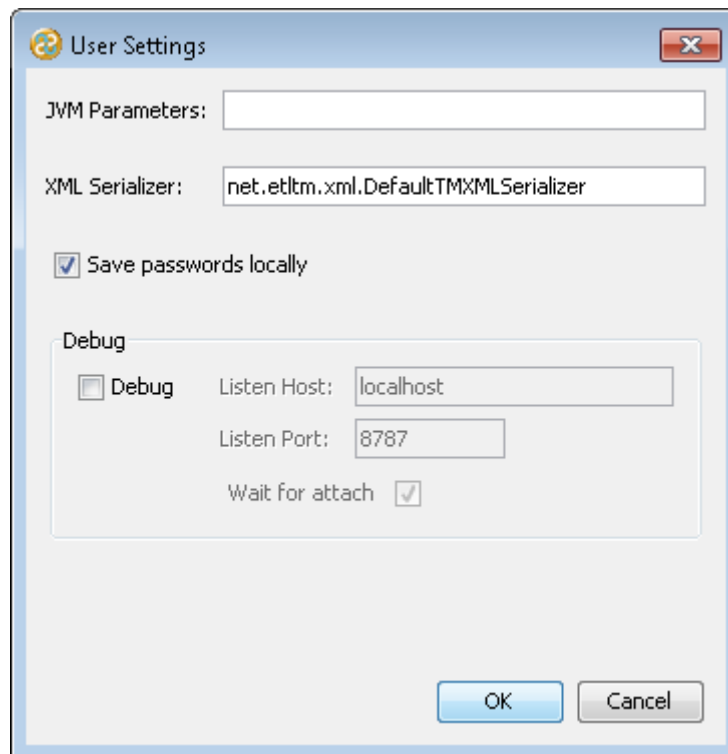 User Settings
JVM Parameters:
XML Serializer: net.etltm.xml.DefaultTMXMLSerializer
Save passwords locally
Debug
Debug Listen Host: localhost
Listen Port: 8787
Wait for attach
OK Cancel